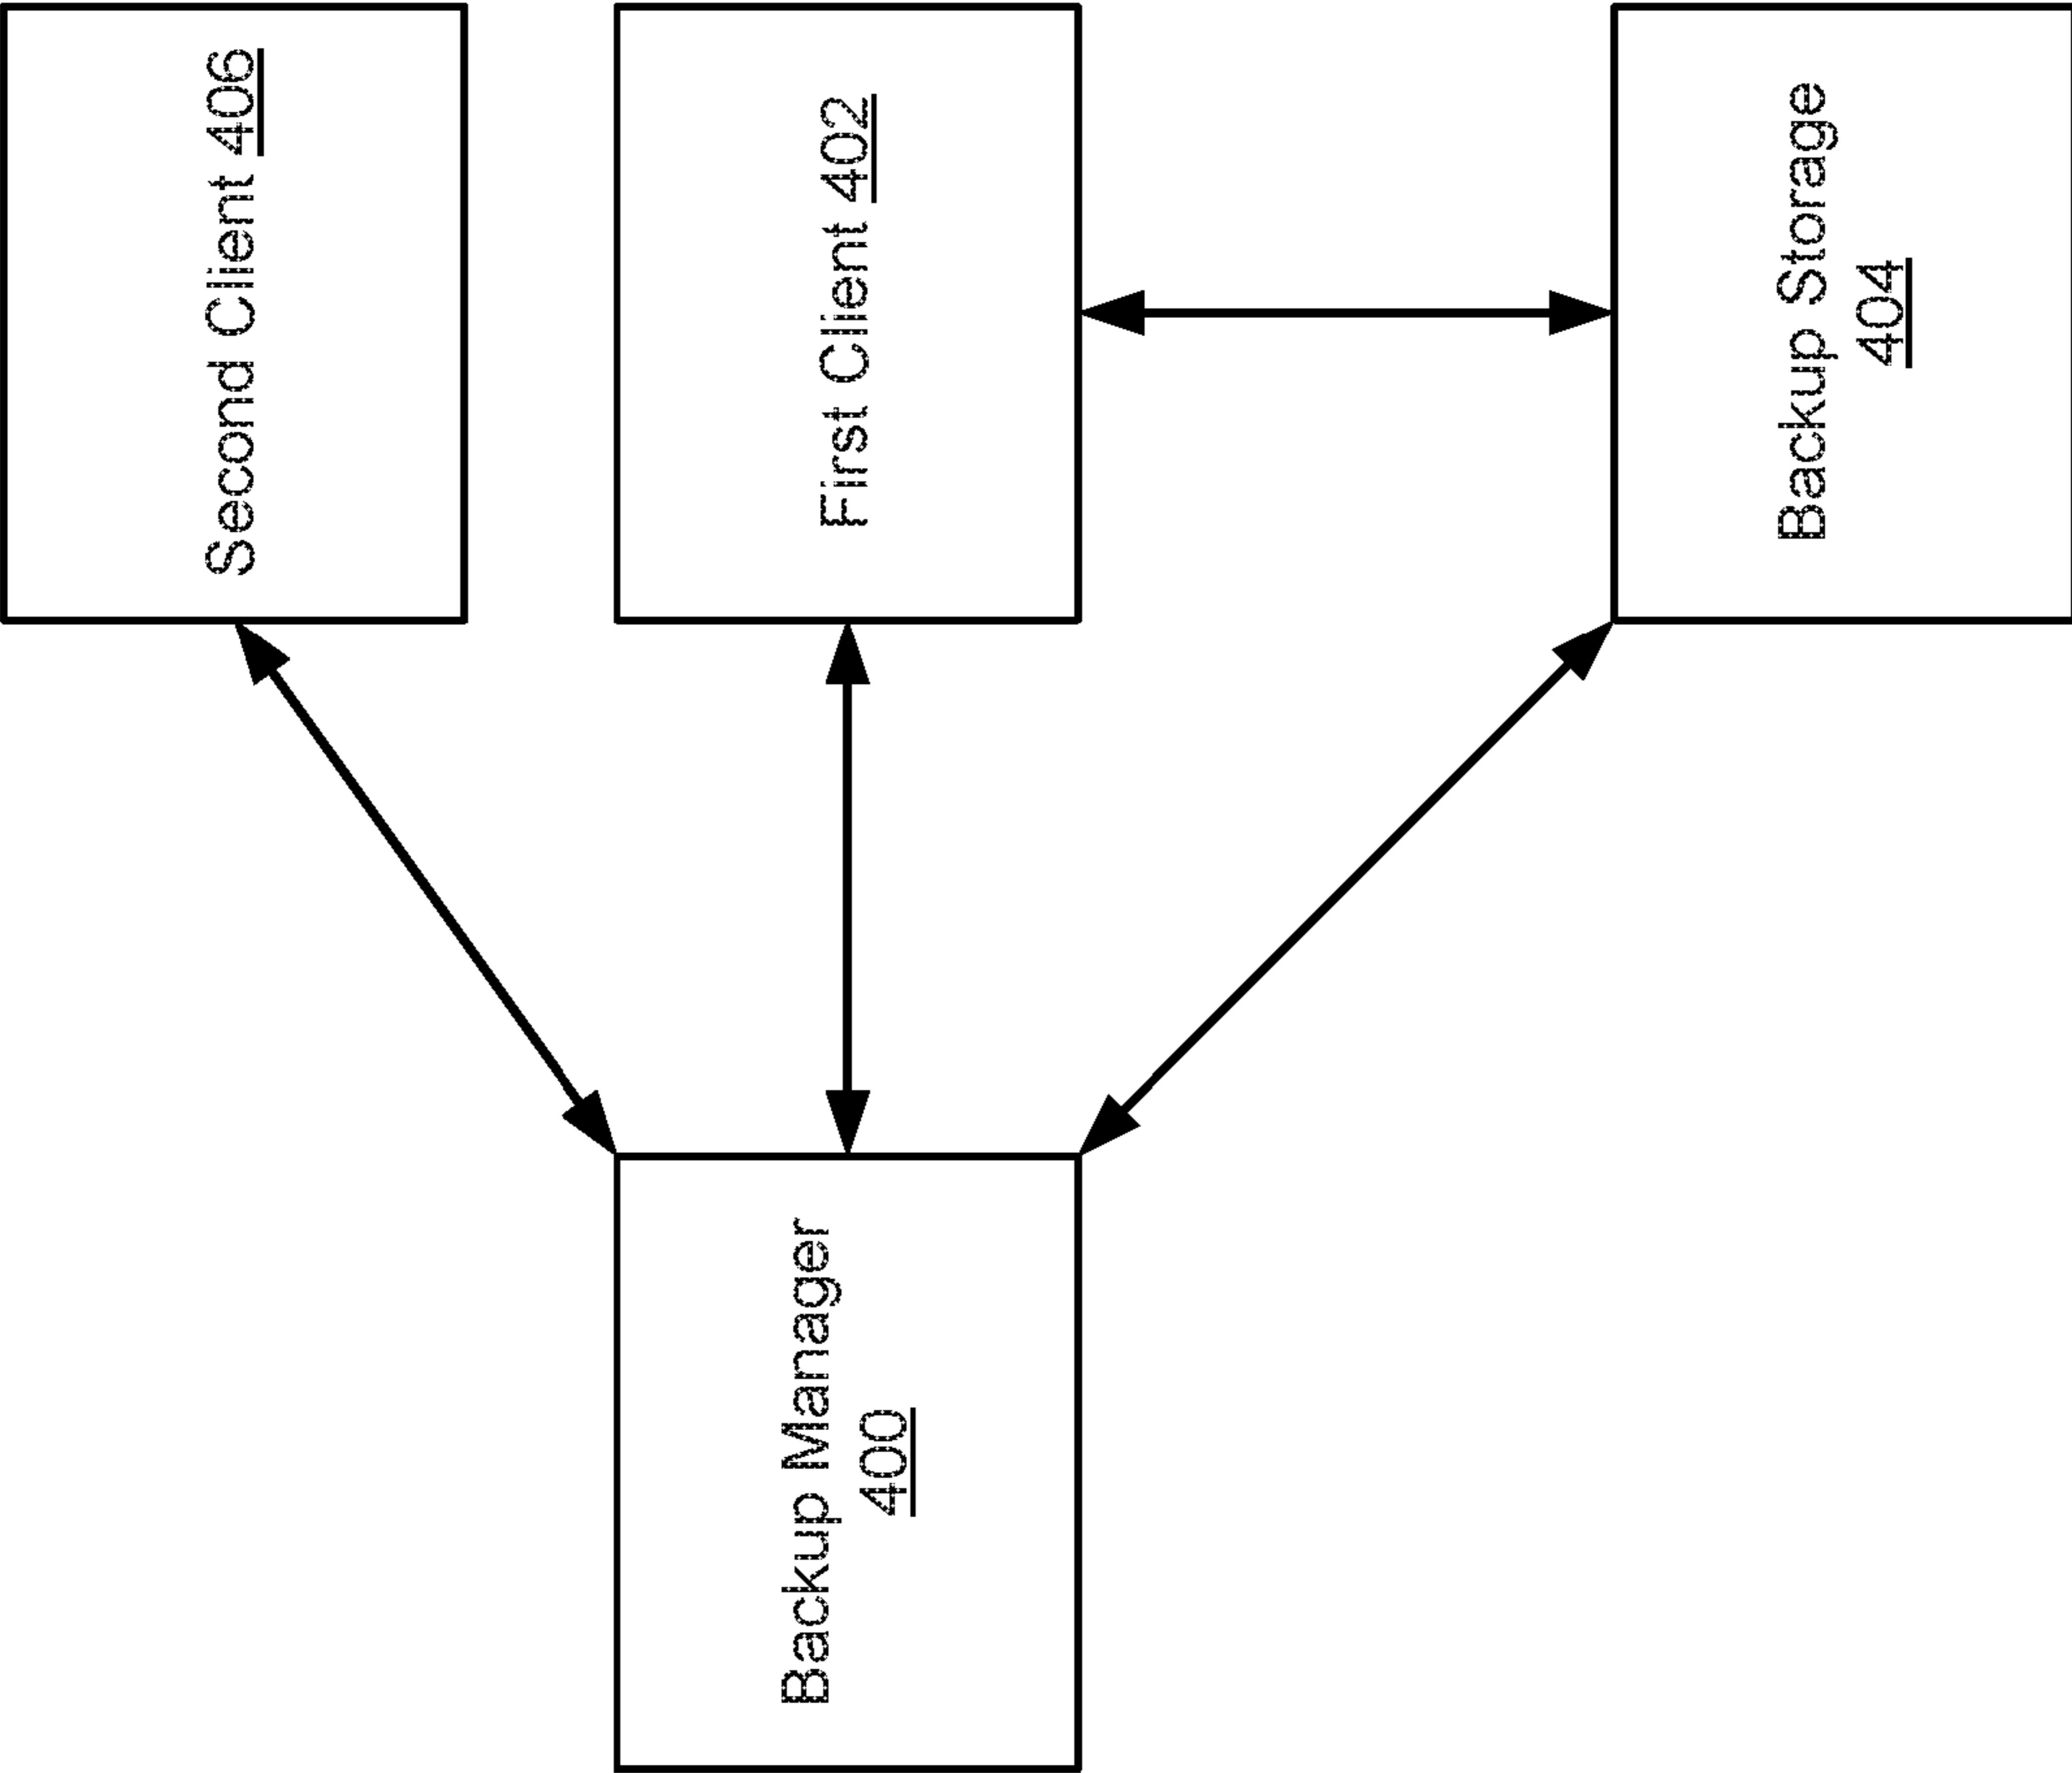 Second Client 406
First Client 402
Backup Storage
404
Backup Manager
400